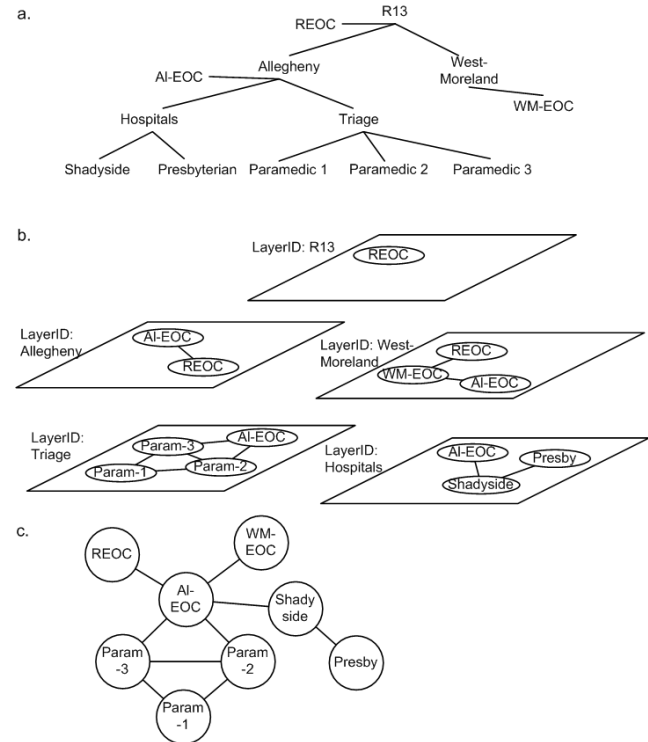 a.
R13
REOC
Allegheny
West-
Moreland
Al-EOC
WM-EOC
Hospitals
Triage
Shadyside
Presbyterian
Paramedic 1
Paramedic 2
Paramedic 3
b.
LayerID: R13
REOC
LayerID:
Allegheny
Al-EOC
REOC
LayerID: West-
Moreland
REOC
WM-EOC
Al-EOC
LayerID:
Triage
Param-3
Al-EOC
Param-1
Param-2
LayerID:
Hospitals
Al-EOC
Presby
Shadyside
c.
REOC
WM-
EOC
Al-
EOC
Shady
side
Param
-3
Param
-2
Presby
Param
-1